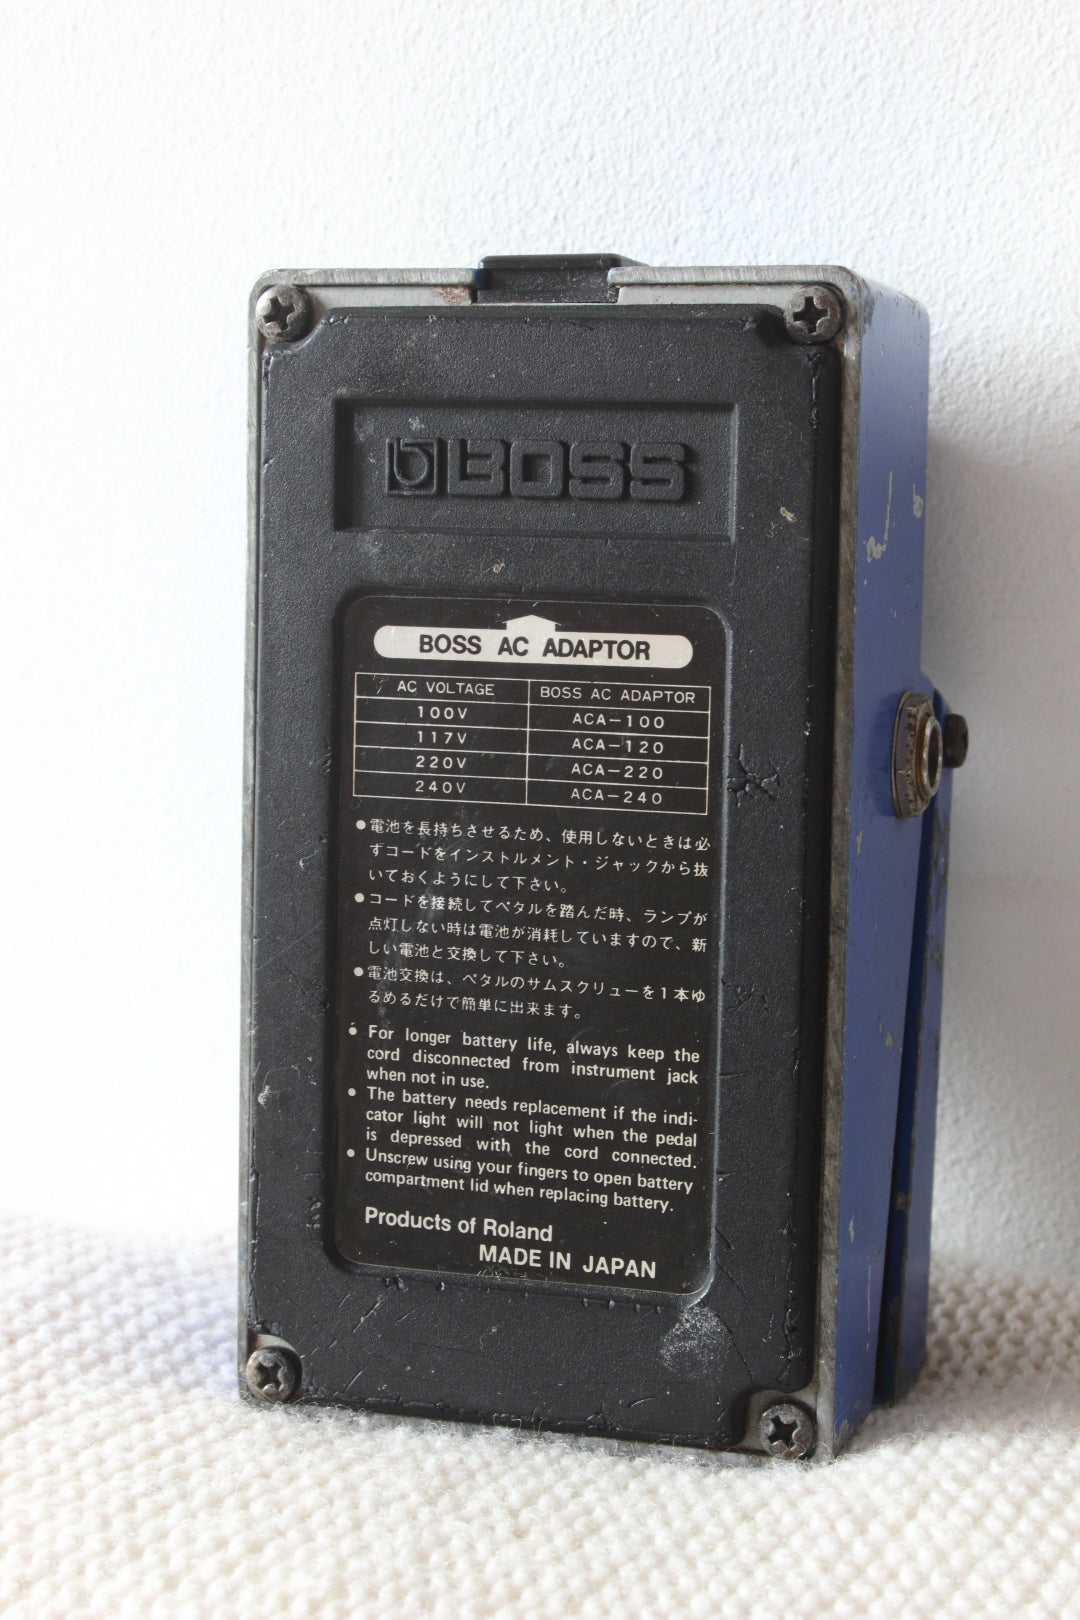 BOSS
BOSS AC ADAPTOR
AC VOLTAGE BOSS AC ADAPTOR
100V ACA-100
117V ACA-120
220V ACA-220
240V ACA-240
●電池を長持ちさせるため、使用しないときは必
ずコードをインストルメント・ジャックから抜
いておくようにして下さい。
●コードを接続してペタルを踏んだ時、ランプが
点灯しない時は電池が消耗していますので、新
しい電池と交換して下さい。
●電池交換は、ペタルのサムスクリューを1本ゆ
るめるだけで簡単に出来ます。
● For longer battery life, always keep the
cord disconnected from instrument jack
when not in use.
● The battery needs replacement if the indi-
cator light will not light when the pedal
is depressed with the cord connected.
● Unscrew using your fingers to open battery
compartment lid when replacing battery.
Products of Roland
MADE IN JAPAN